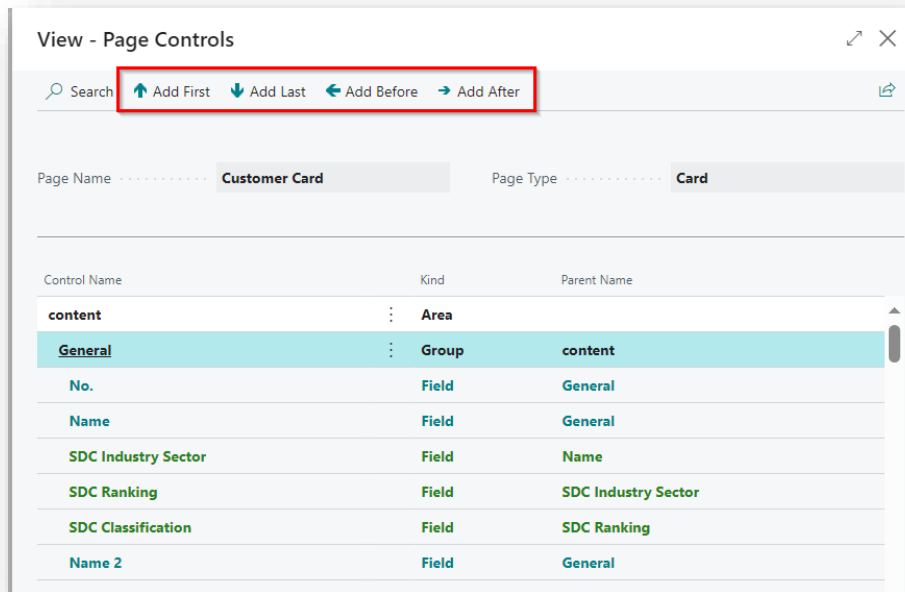 View - Page Controls
Search Add First Add Last Add Before Add After
Page Name Customer Card Page Type Card
Control Name Kind Parent Name
content Area
General Group content
No. Field General
Name Field General
SDC Industry Sector Field Name
SDC Ranking Field SDC Industry Sector
SDC Classification Field SDC Ranking
Name 2 Field General